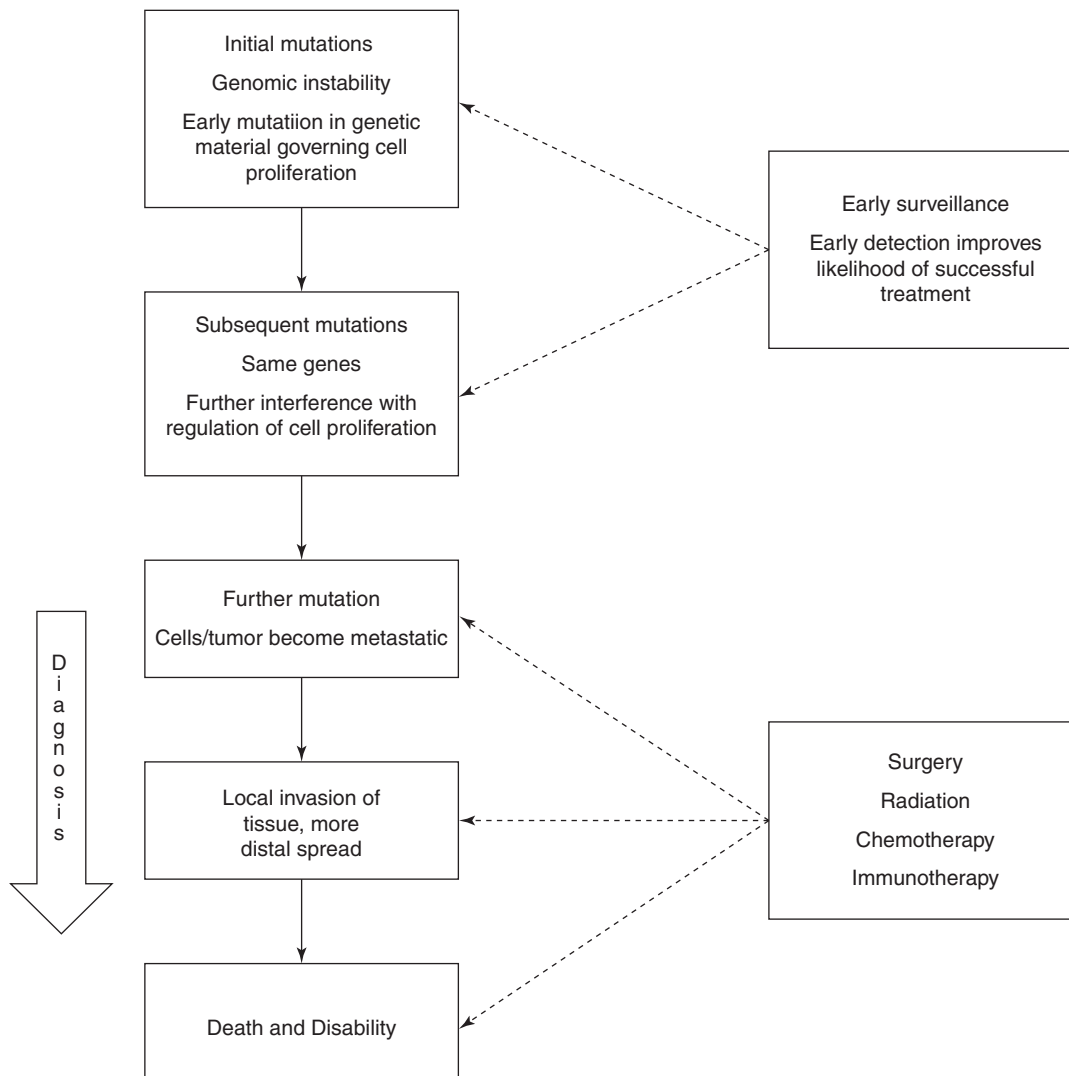 Initial mutations
Genomic instability
Early mutatiion in genetic
material governing cell
proliferation
Early surveillance
Early detection improves
likelihood of successful
treatment
Subsequent mutations
Same genes
Further interference with
regulation of cell proliferation
Further mutation
Cells/tumor become metastatic
Diagnosis
Local invasion of
tissue, more
distal spread
Surgery
Radiation
Chemotherapy
Immunotherapy
Death and Disability